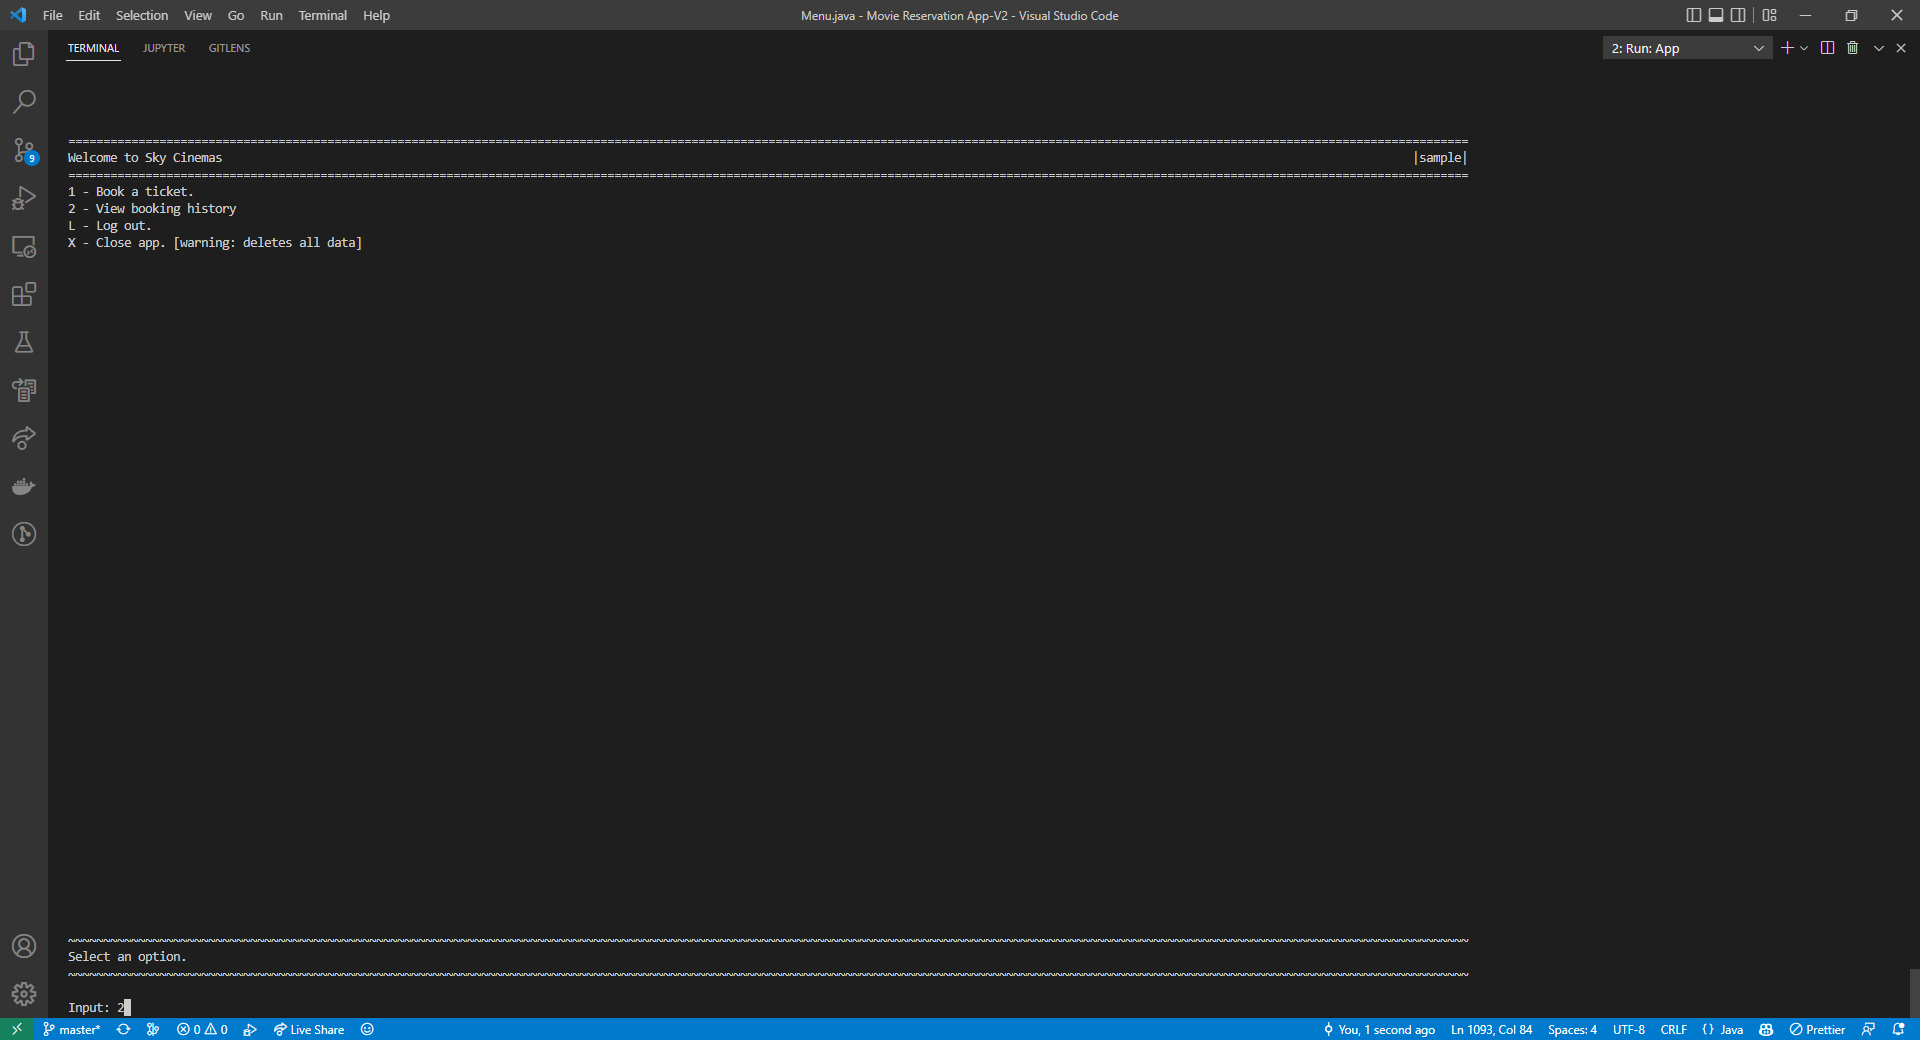 File Edit Selection View Go Run Terminal Help Menu.java - Movie Reservation App-V2 - Visual Studio Code
TERMINAL JUPYTER GITLENS 2: Run: App
9
================================================================================================================================================================================================________
Welcome to Sky Cinemas |sample|
========================================================================================================================================================================================================
1 - Book a ticket.
2 - View booking history
L - Log out.
X - Close app. [warning: deletes all data]
~~~~~~~~~~~~~~~~~~~~~~~~~~~~~~~~~~~~~~~~~~~~~~~~~~~~~~~~~~~~~~~~~~~~~~~~~~~~~~~~~~~~~~~~~~~~~~~~~~~~~~~~~~~~~~~~~~~~~~~~~~~~~~~~~~~~~~~~~~~~~~~~~~~~~~~~~~~~~~~~~~~~~~~~~~~~~~~~~~~~~~~~~~~~~~~~
Select an option.
~~~~~~~~~~~~~~~~~~~~~~~~~~~~~~~~~~~~~~~~~~~~~~~~~~~~~~~~~~~~~~~~~~~~~~~~~~~~~~~~~~~~~~~~~~~~~~~~~~~~~~~~~~~~~~~~~~~~~~~~~~~~~~~~~~~~~~~~~~~~~~~~~~~~~~~~~~~~~~~~~~~~~~~~~~~~~~~~~~~~~~~~~~~~~~~~
Input: 2
master* 0 0 Live Share You, 1 second ago Ln 1093, Col 84 Spaces: 4 UTF-8 CRLF {} Java Prettier